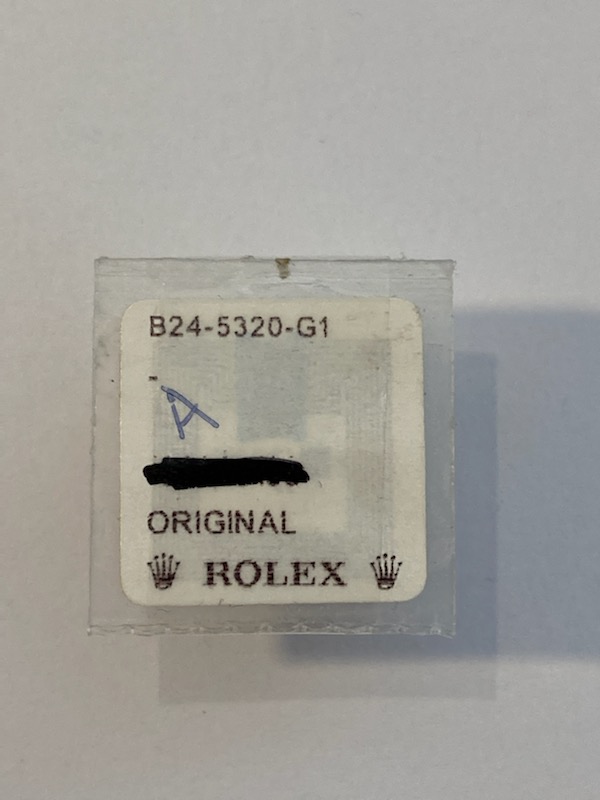 B24-5320-G1
A
ORIGINAL
ROLEX